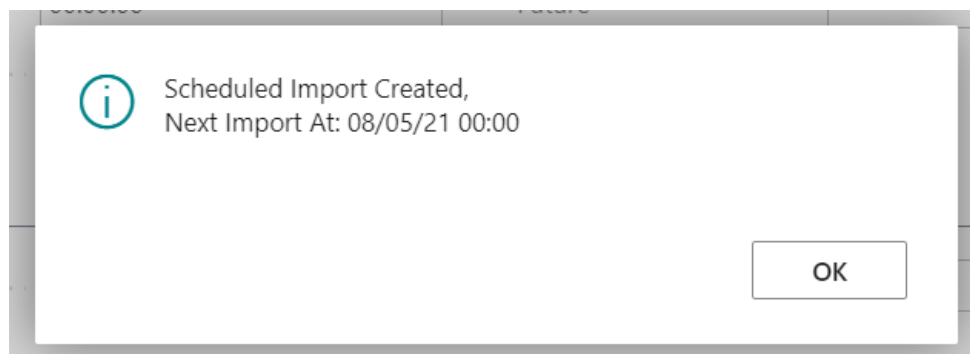 Scheduled Import Created,
Next Import At: 08/05/21 00:00
OK